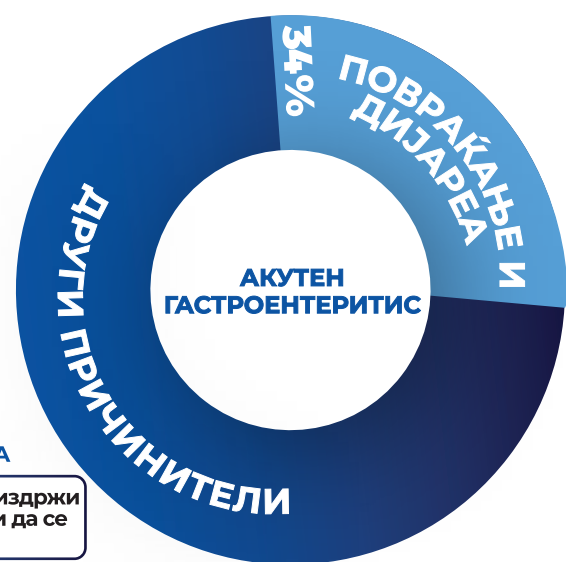 34%
ПОВРАЌАЊЕ И
ДИЈАРЕА
АКУТЕН
ГАСТРОЕНТЕРИТИС
ДРУГИ ПРИЧИНИТЕЛИ
А
издржи
и да се